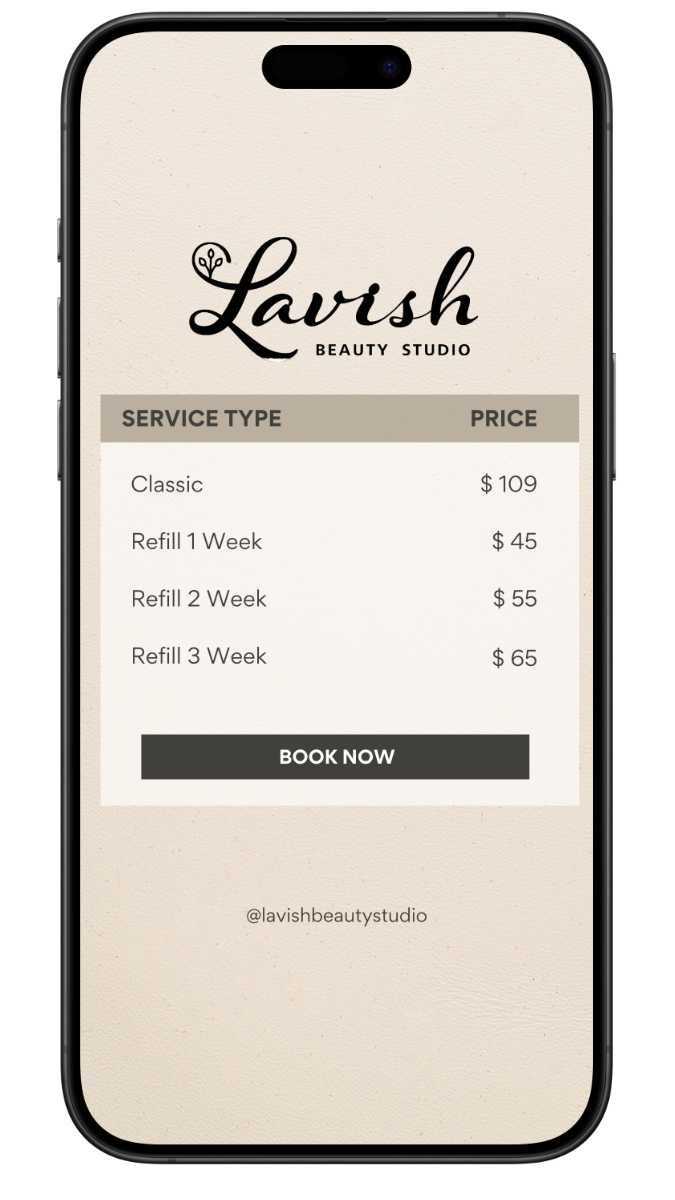 Lavish
BEAUTY STUDIO
SERVICE TYPE PRICE
Classic $ 109
Refill 1 Week $ 45
Refill 2 Week $ 55
Refill 3 Week $ 65
BOOK NOW
@lavishbeautystudio